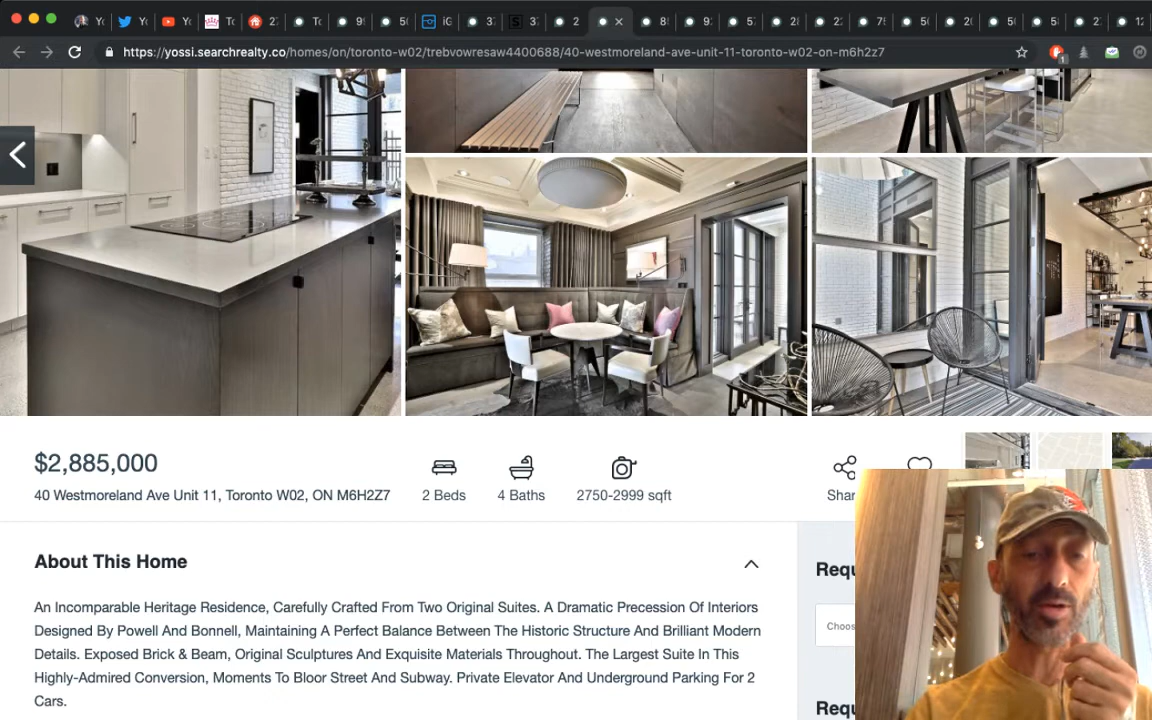 https://yossi.searchrealty.co/homes/on/toronto-w02/trebvowresaw4400688/40-westmoreland-ave-unit-11-toronto-w02-on-m6h2z7
$2,885,000
40 Westmoreland Ave Unit 11, Toronto W02, ON M6H2Z7
2 Beds
4 Baths
2750-2999 sqft
Shar
About This Home
An Incomparable Heritage Residence, Carefully Crafted From Two Original Suites. A Dramatic Precession Of Interiors
Designed By Powell And Bonnell, Maintaining A Perfect Balance Between The Historic Structure And Brilliant Modern
Details. Exposed Brick & Beam, Original Sculptures And Exquisite Materials Throughout. The Largest Suite In This
Highly-Admired Conversion, Moments To Bloor Street And Subway. Private Elevator And Underground Parking For 2
Cars.
Requ
Choos
Requ